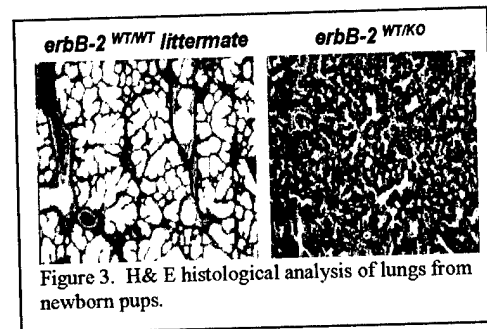 erbB-2 WT/WT littermate erbB-2 WT/KO
Figure 3. H& E histological analysis of lungs from
newborn pups.